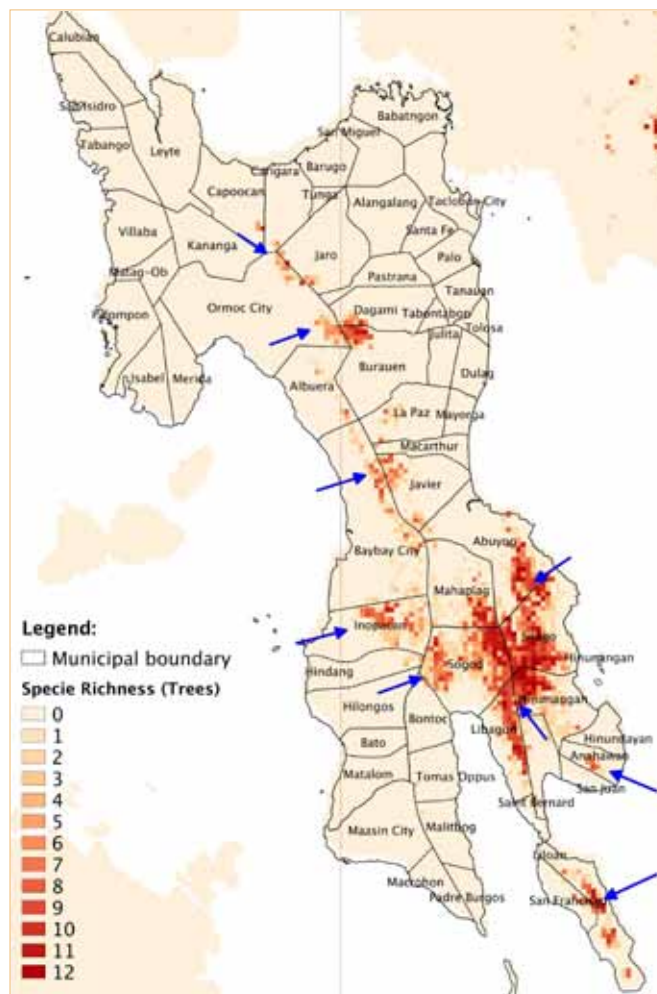 Calubian
San Isidro
Tabango
Leyte
Babatngon
San Miguel
Carigara
Barugo
Capoocan
Tunga
Alangalang
Tacloban City
Santa Fe
Villaba
Kananga
Jaro
Palo
Matag-Ob
Pastrana
Tanauan
Palompon
Ormoc City
Dagami
Tabontabon
Tolosa
Julita
Isabel
Merida
Albuera
Burauen
Dulag
La Paz
Mayorga
Macarthur
Javier
Abuyog
Baybay City
Mahaplag
Inopacan
Silago
Hindang
Sogod
Hinunangan
Hilongos
Bontoc
Libagon
Hinunangan
Hinundayan
Bato
Anahawan
Matalom
Tomas Oppus
San Juan
Saint Bernard
Maasin City
Malitbog
Liloan
Macrohon
Padre Burgos
San Francisco
Legend:
Municipal boundary
Specie Richness (Trees)
0
1
2
3
4
5
6
7
8
9
10
11
12